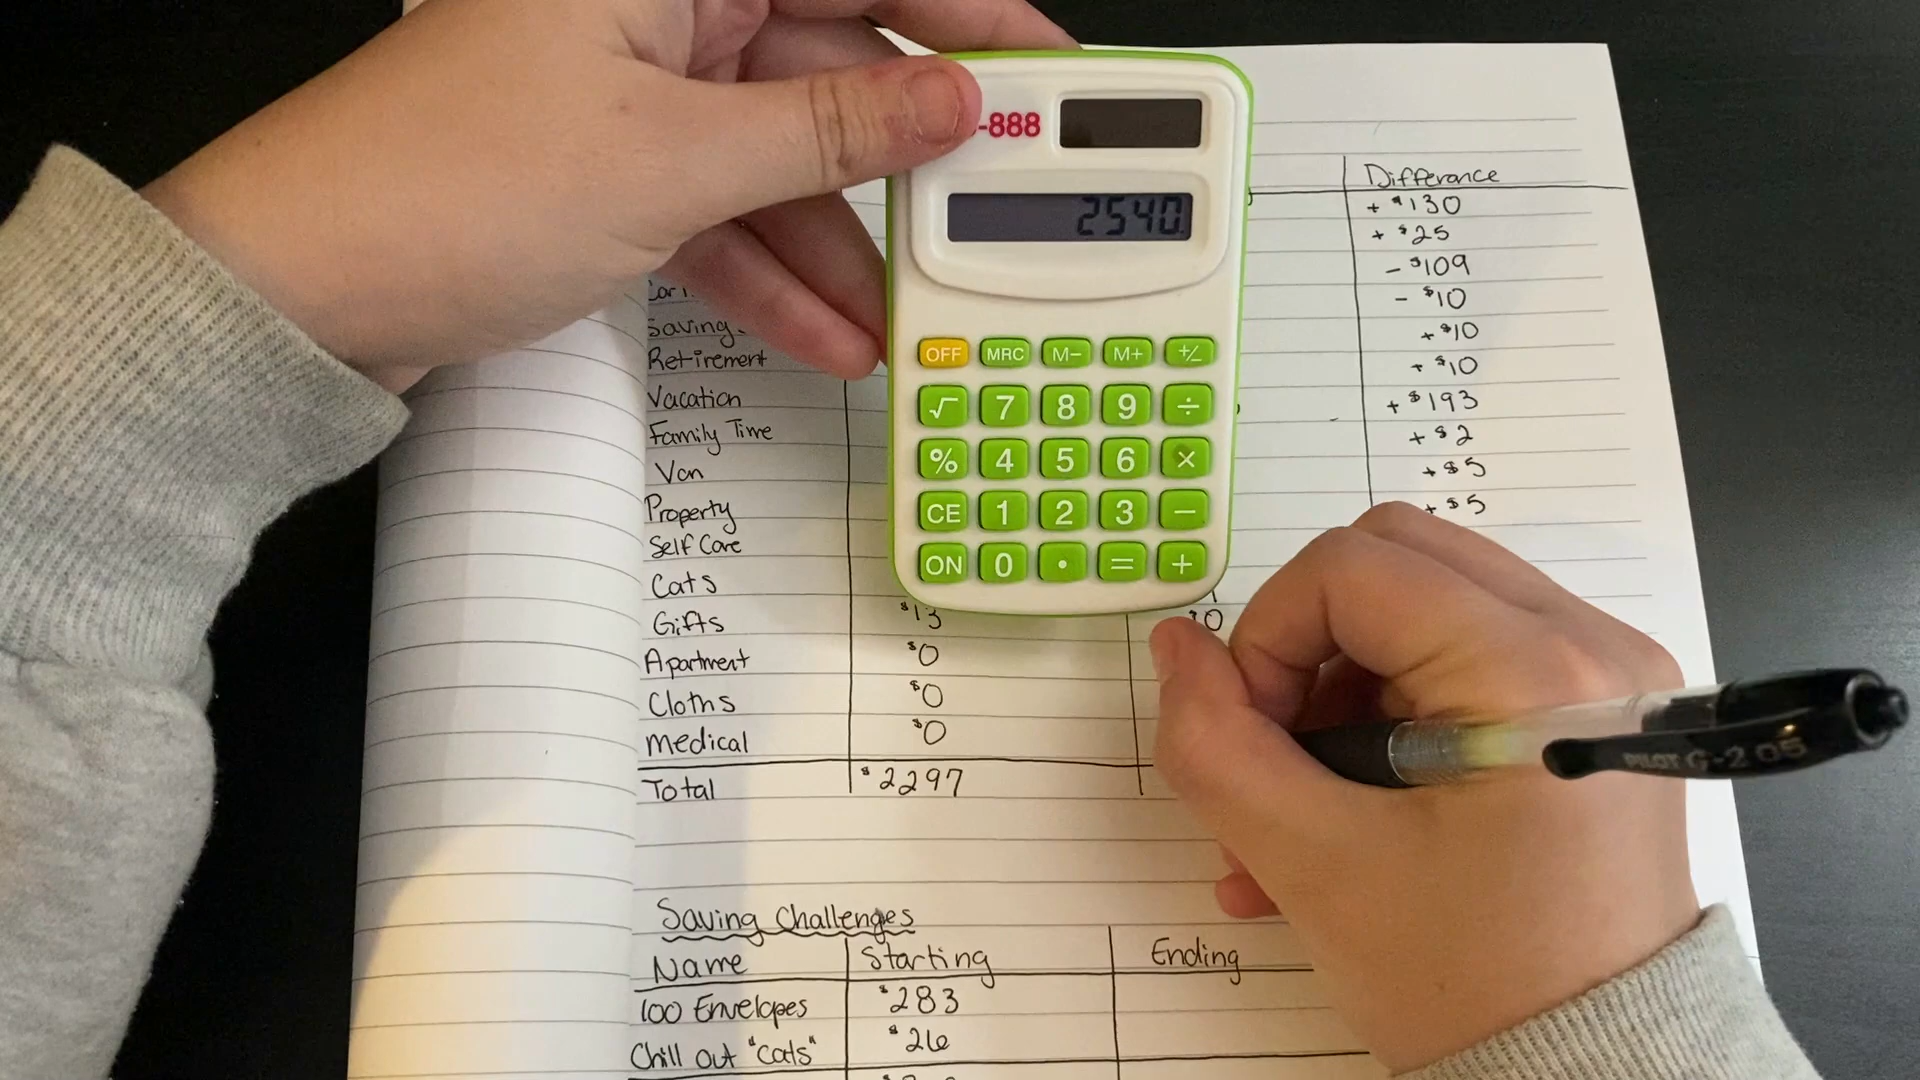 -888
2540.
Differance
+ $130
+ $25
- $109
- $10
Saving
+ $10
Retirement
+ $10
Vacation
+ $193
Family Time
+ $2
Van
+ $5
Property
+ $5
Self Care
Cats
Gifts $13 $0
Apartment $0
Cloths $0
Medical $0
Total $2297
OFF MRC M- M+ +/-
√ 7 8 9 ÷
% 4 5 6 ×
CE 1 2 3 −
ON 0 • = +
PILOT G-2 05
Saving Challenges
Name Starting Ending
100 Envelopes $283
Chill out "Cats" $26